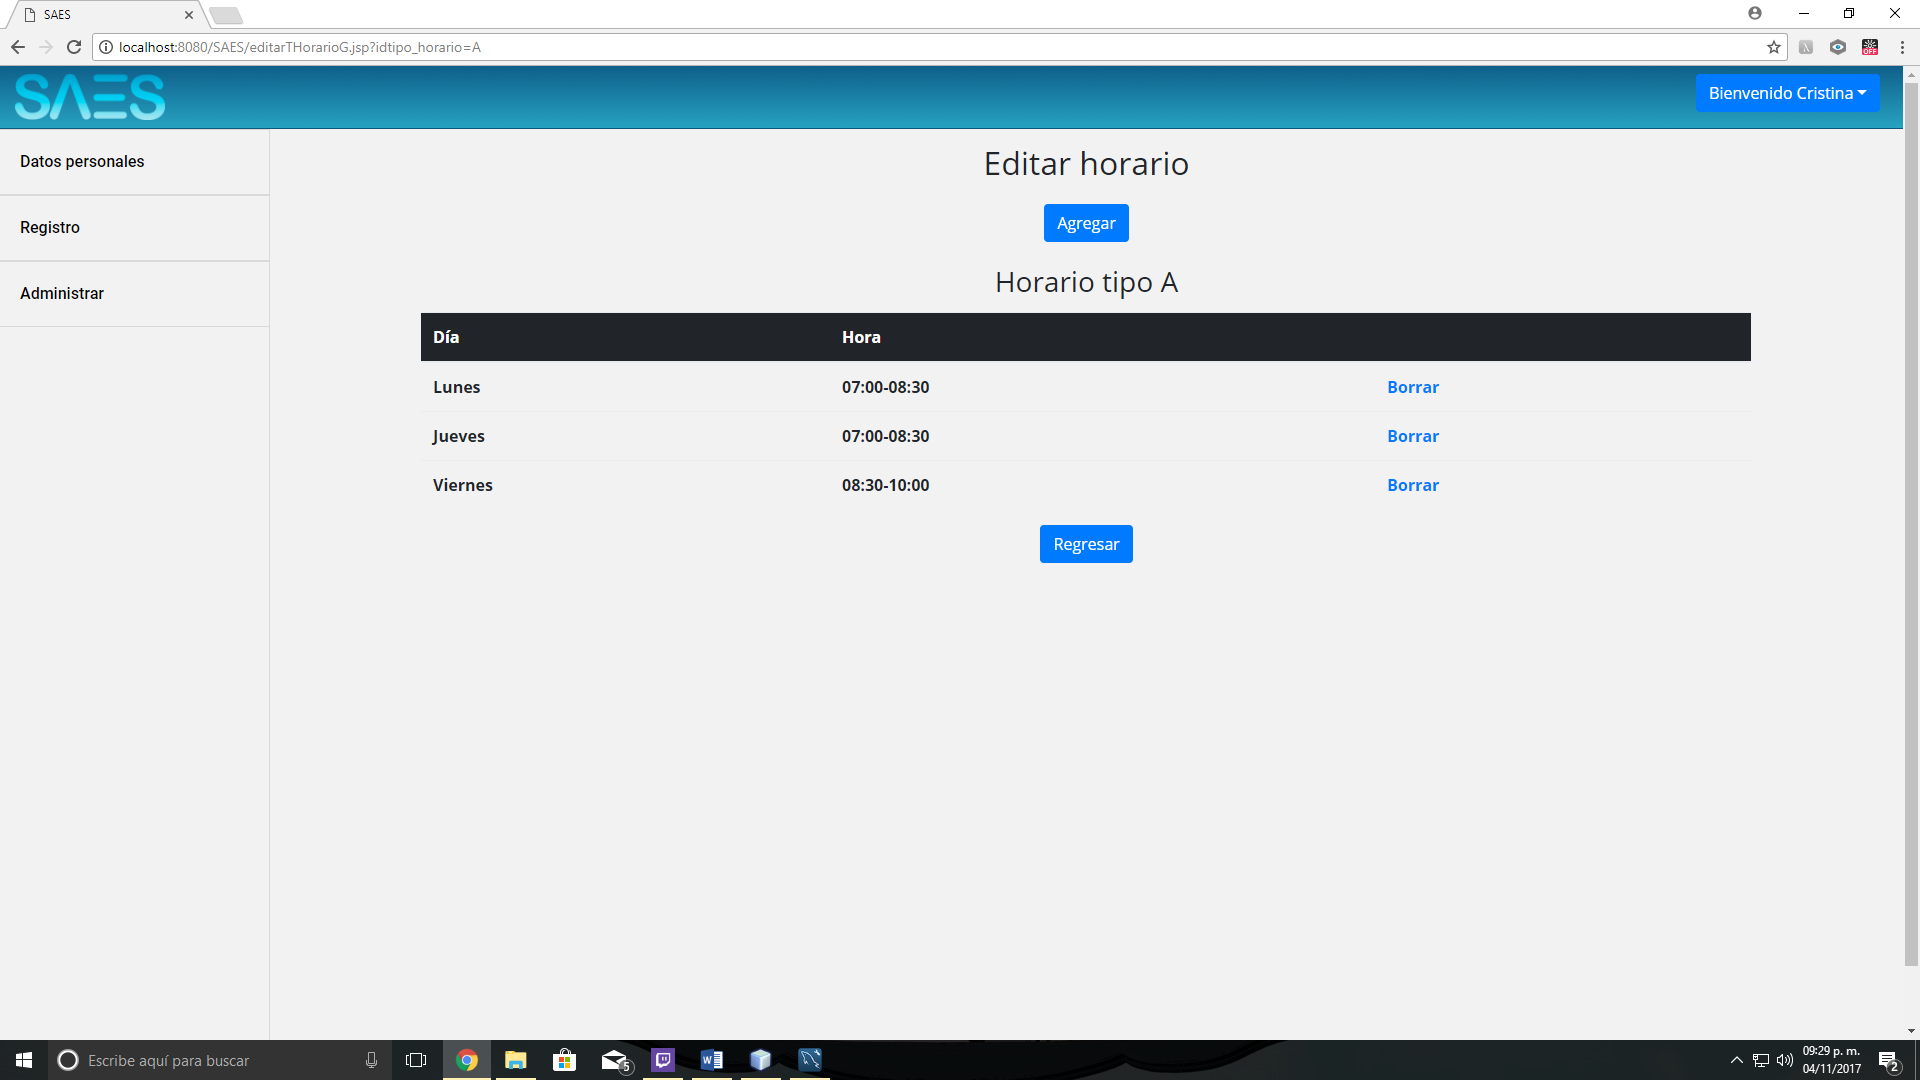 SAES
localhost:8080/SAES/editarTHorarioG.jsp?idtipo_horario=A
OFF
SAES
Bienvenido Cristina
Datos personales
Registro
Administrar
Editar horario
Agregar
Horario tipo A
Día Hora
Lunes 07:00-08:30 Borrar
Jueves 07:00-08:30 Borrar
Viernes 08:30-10:00 Borrar
Regresar
Escribe aquí para buscar
5
09:29 p. m.
04/11/2017
2